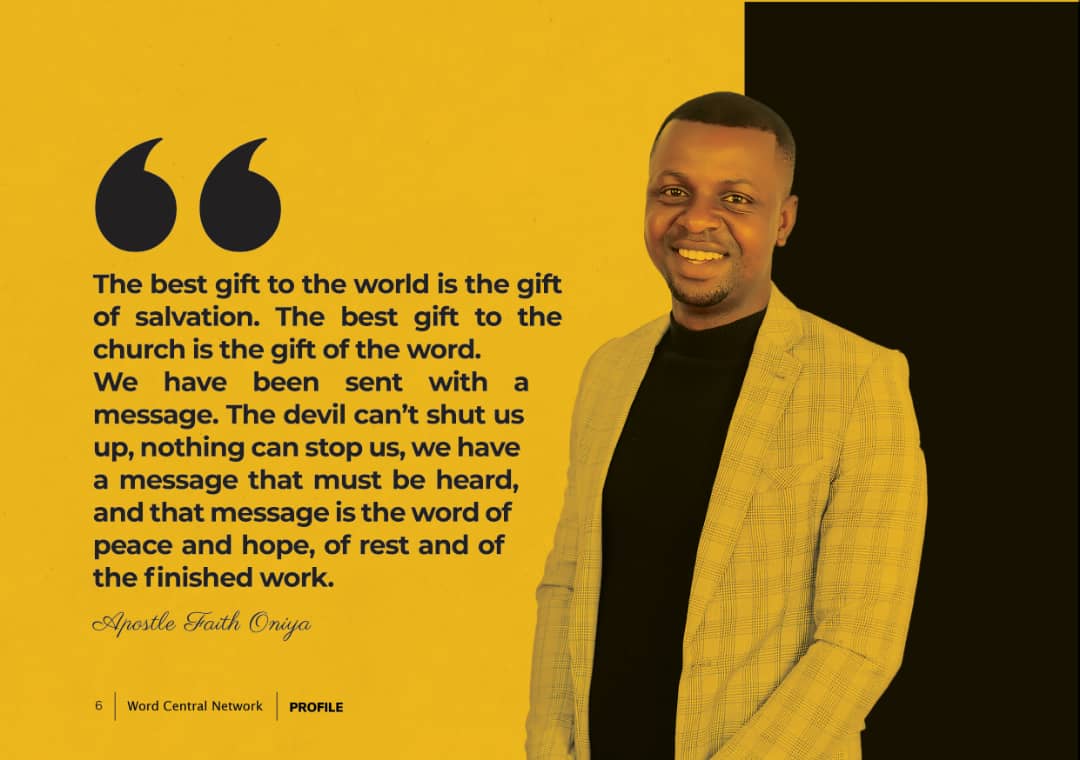 The best gift to the world is the gift
of salvation. The best gift to the
church is the gift of the word.
We have been sent with a
message. The devil can’t shut us
up, nothing can stop us, we have
a message that must be heard,
and that message is the word of
peace and hope, of rest and of
the finished work.
Apostle Faith Oniya
6 | Word Central Network | PROFILE